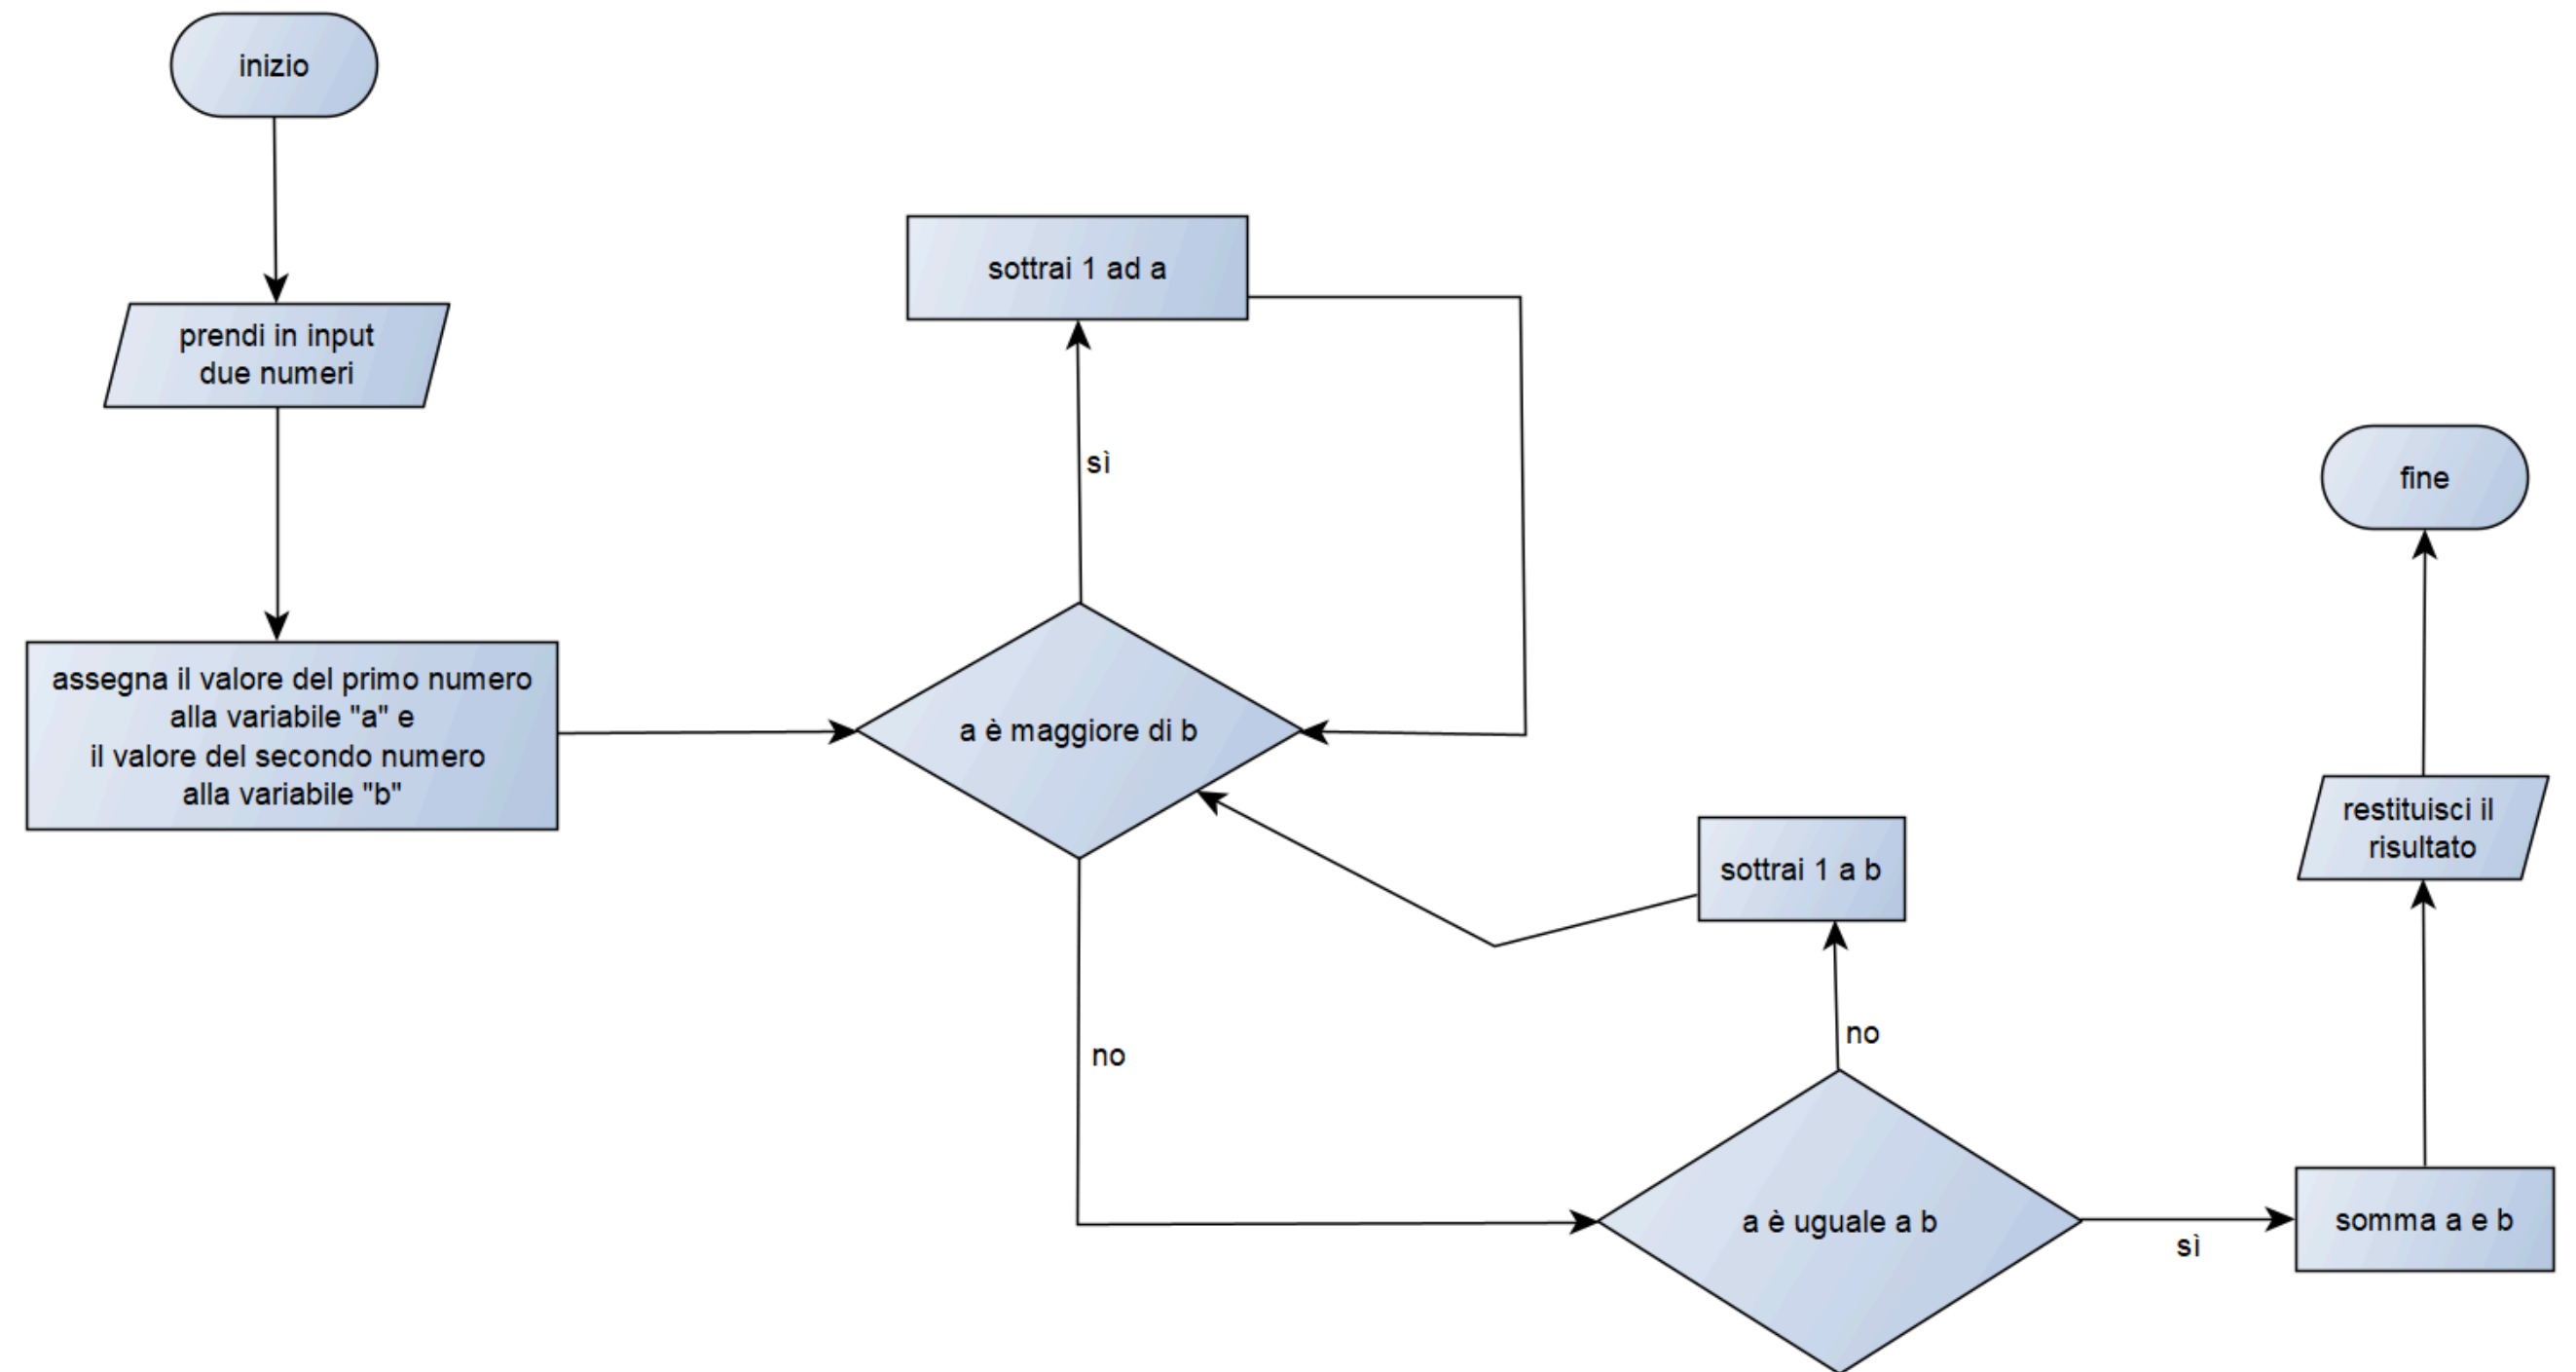 inizio
prendi in input
due numeri
assegna il valore del primo numero
alla variabile "a" e
il valore del secondo numero
alla variabile "b"
a è maggiore di b
sì
sottrai 1 ad a
no
a è uguale a b
no
sottrai 1 a b
sì
somma a e b
restituisci il
risultato
fine